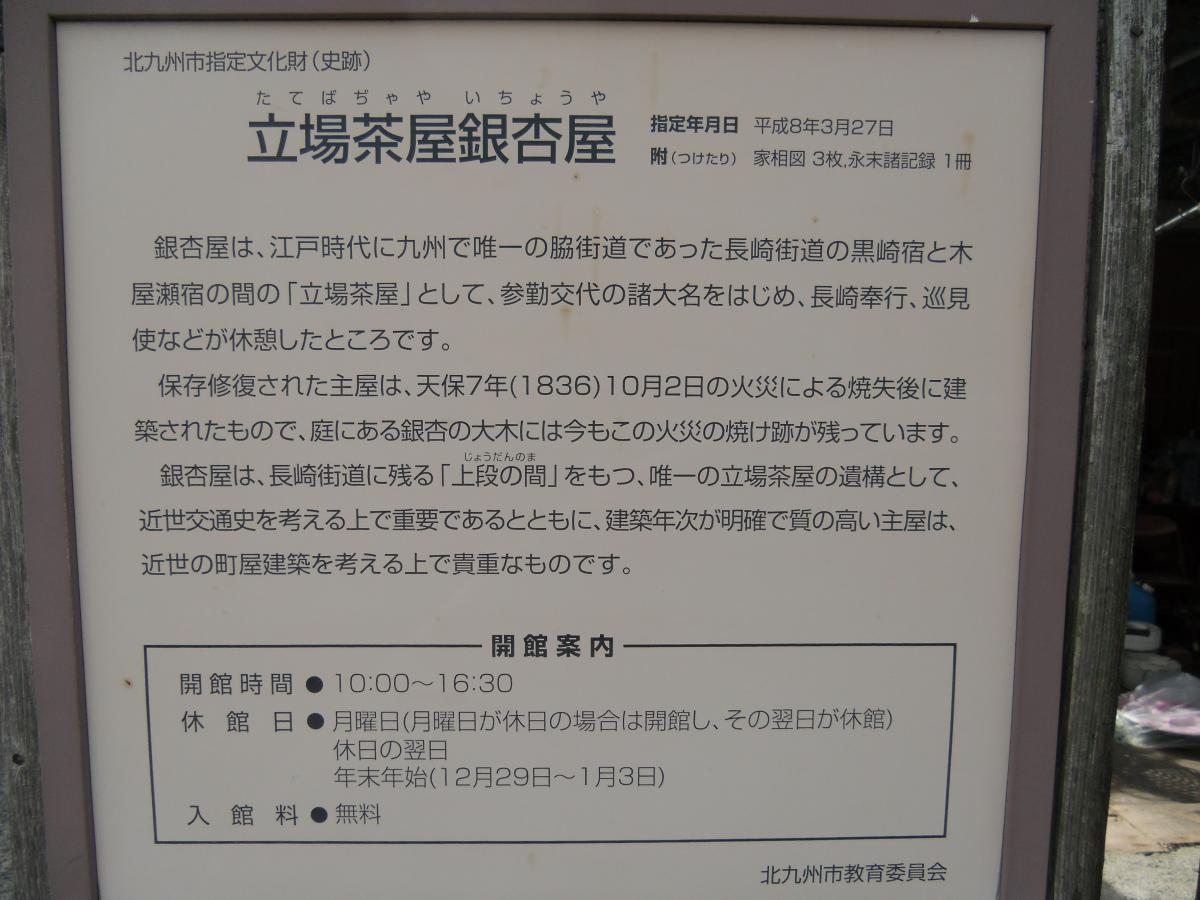 北九州市指定文化財(史跡)
たてばぢゃや いちょうや
立場茶屋銀杏屋
指定年月日 平成8年3月27日
附(つけたり) 家相図 3枚,永末諸記録 1冊
銀杏屋は、江戸時代に九州で唯一の脇街道であった長崎街道の黒崎宿と木
屋瀬宿の間の「立場茶屋」として、参勤交代の諸大名をはじめ、長崎奉行、巡見
使などが休憩したところです。
保存修復された主屋は、天保7年(1836)10月2日の火災による焼失後に建
築されたもので、庭にある銀杏の大木には今もこの火災の焼け跡が残っています。
じょうだんのま
銀杏屋は、長崎街道に残る「上段の間」をもつ、唯一の立場茶屋の遺構として、
近世交通史を考える上で重要であるとともに、建築年次が明確で質の高い主屋は、
近世の町屋建築を考える上で貴重なものです。
開館案内
開館時間 ● 10:00〜16:30
休館日 ● 月曜日(月曜日が休日の場合は開館し、その翌日が休館)
休日の翌日
年末年始(12月29日〜1月3日)
入館料 ● 無料
北九州市教育委員会